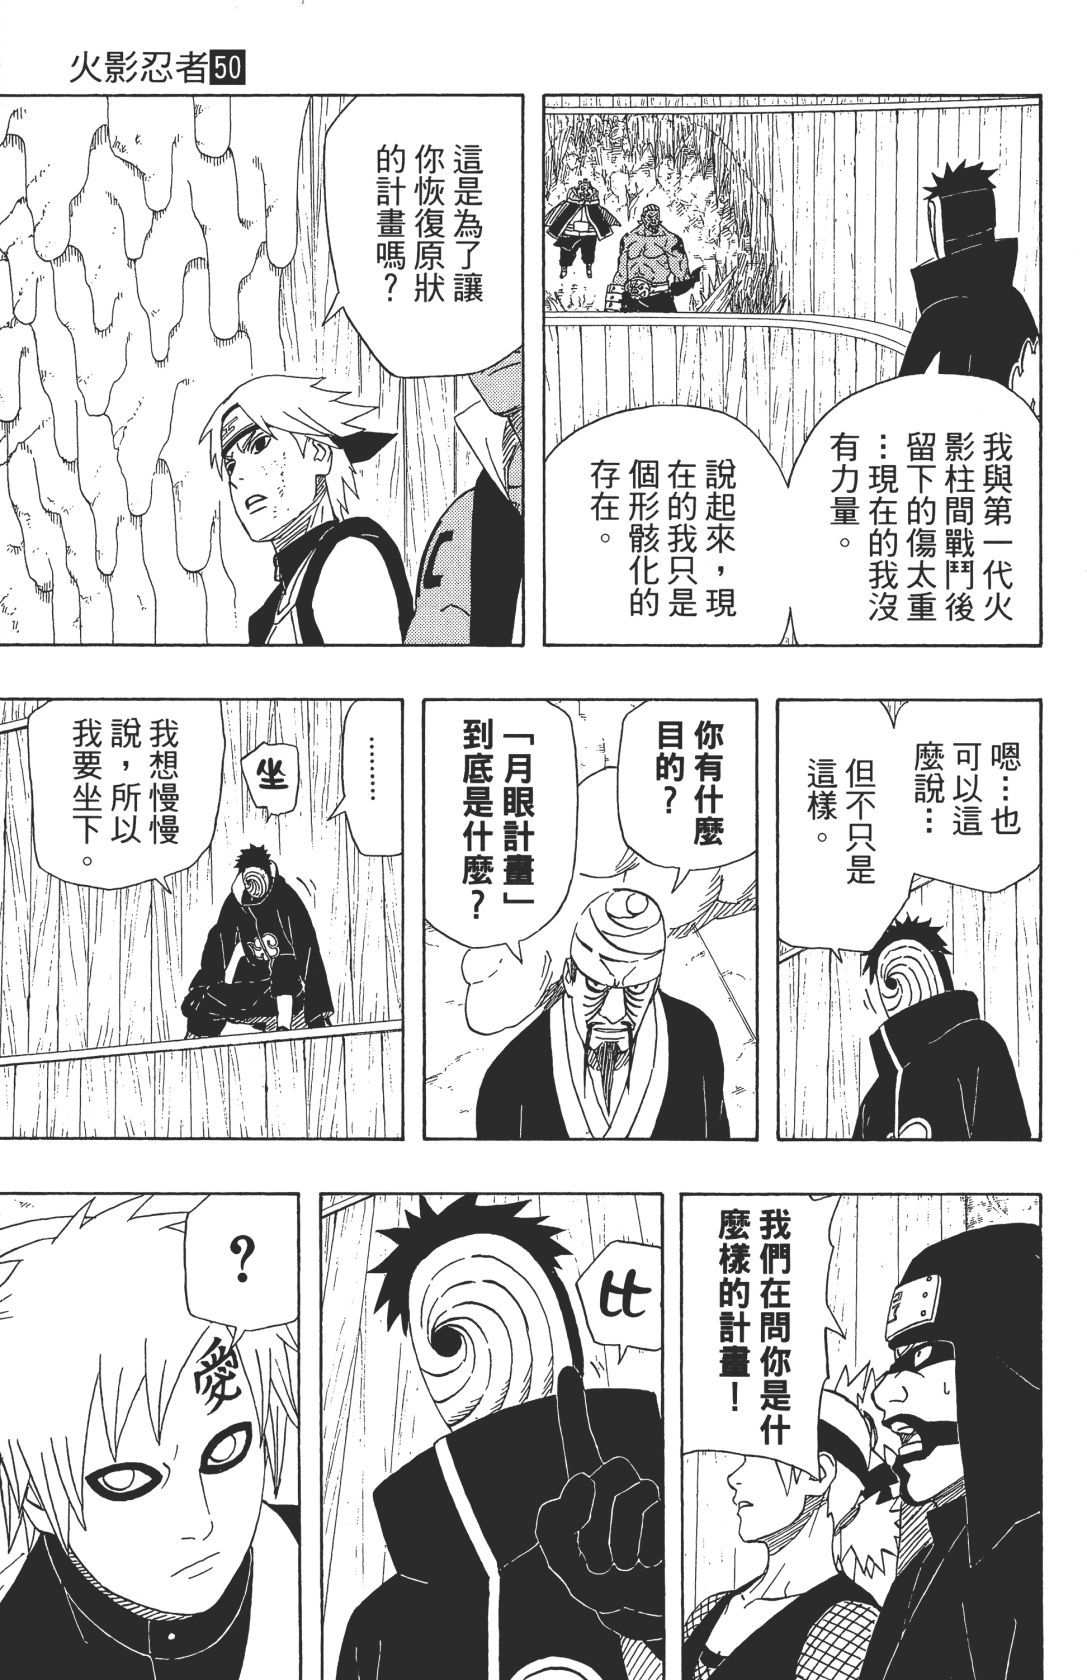 火影忍者50
我與第一代火
影柱間戰鬥後
留下的傷太重
…現在的我沒
有力量。
說起來，現
在的我只是
個形骸化的
存在。
這是為了讓
你恢復原狀
的計畫嗎？
嗯…也
可以這
麼說…
但不只是
這樣。
你有什麼
目的？
「月眼計畫」
到底是什麼？
………
坐
我想慢慢
說，所以
我要坐下。
我們在問你是什
麼樣的計畫！
比
？
愛